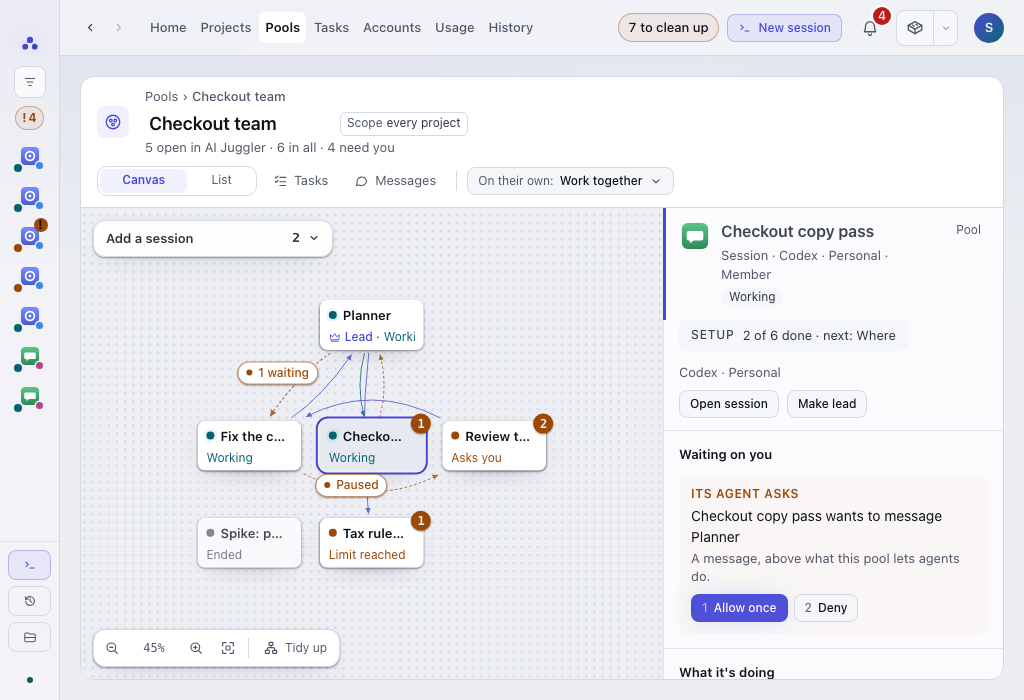 Home Projects Pools Tasks Accounts Usage History
7 to clean up
New session
4
S
! 4
!
Pools › Checkout team
Checkout team
Scope every project
5 open in AI Juggler · 6 in all · 4 need you
Canvas List
Tasks
Messages
On their own: Work together
Add a session 2
Planner
Lead · Worki
1 waiting
Fix the c...
Working
1
Checko...
Working
2
Review t...
Asks you
Paused
Spike: p...
Ended
1
Tax rule...
Limit reached
45%
Tidy up
Checkout copy pass
Pool
Session · Codex · Personal ·
Member
Working
SETUP 2 of 6 done · next: Where
Codex · Personal
Open session
Make lead
Waiting on you
ITS AGENT ASKS
Checkout copy pass wants to message
Planner
A message, above what this pool lets agents
do.
1 Allow once
2 Deny
What it's doing